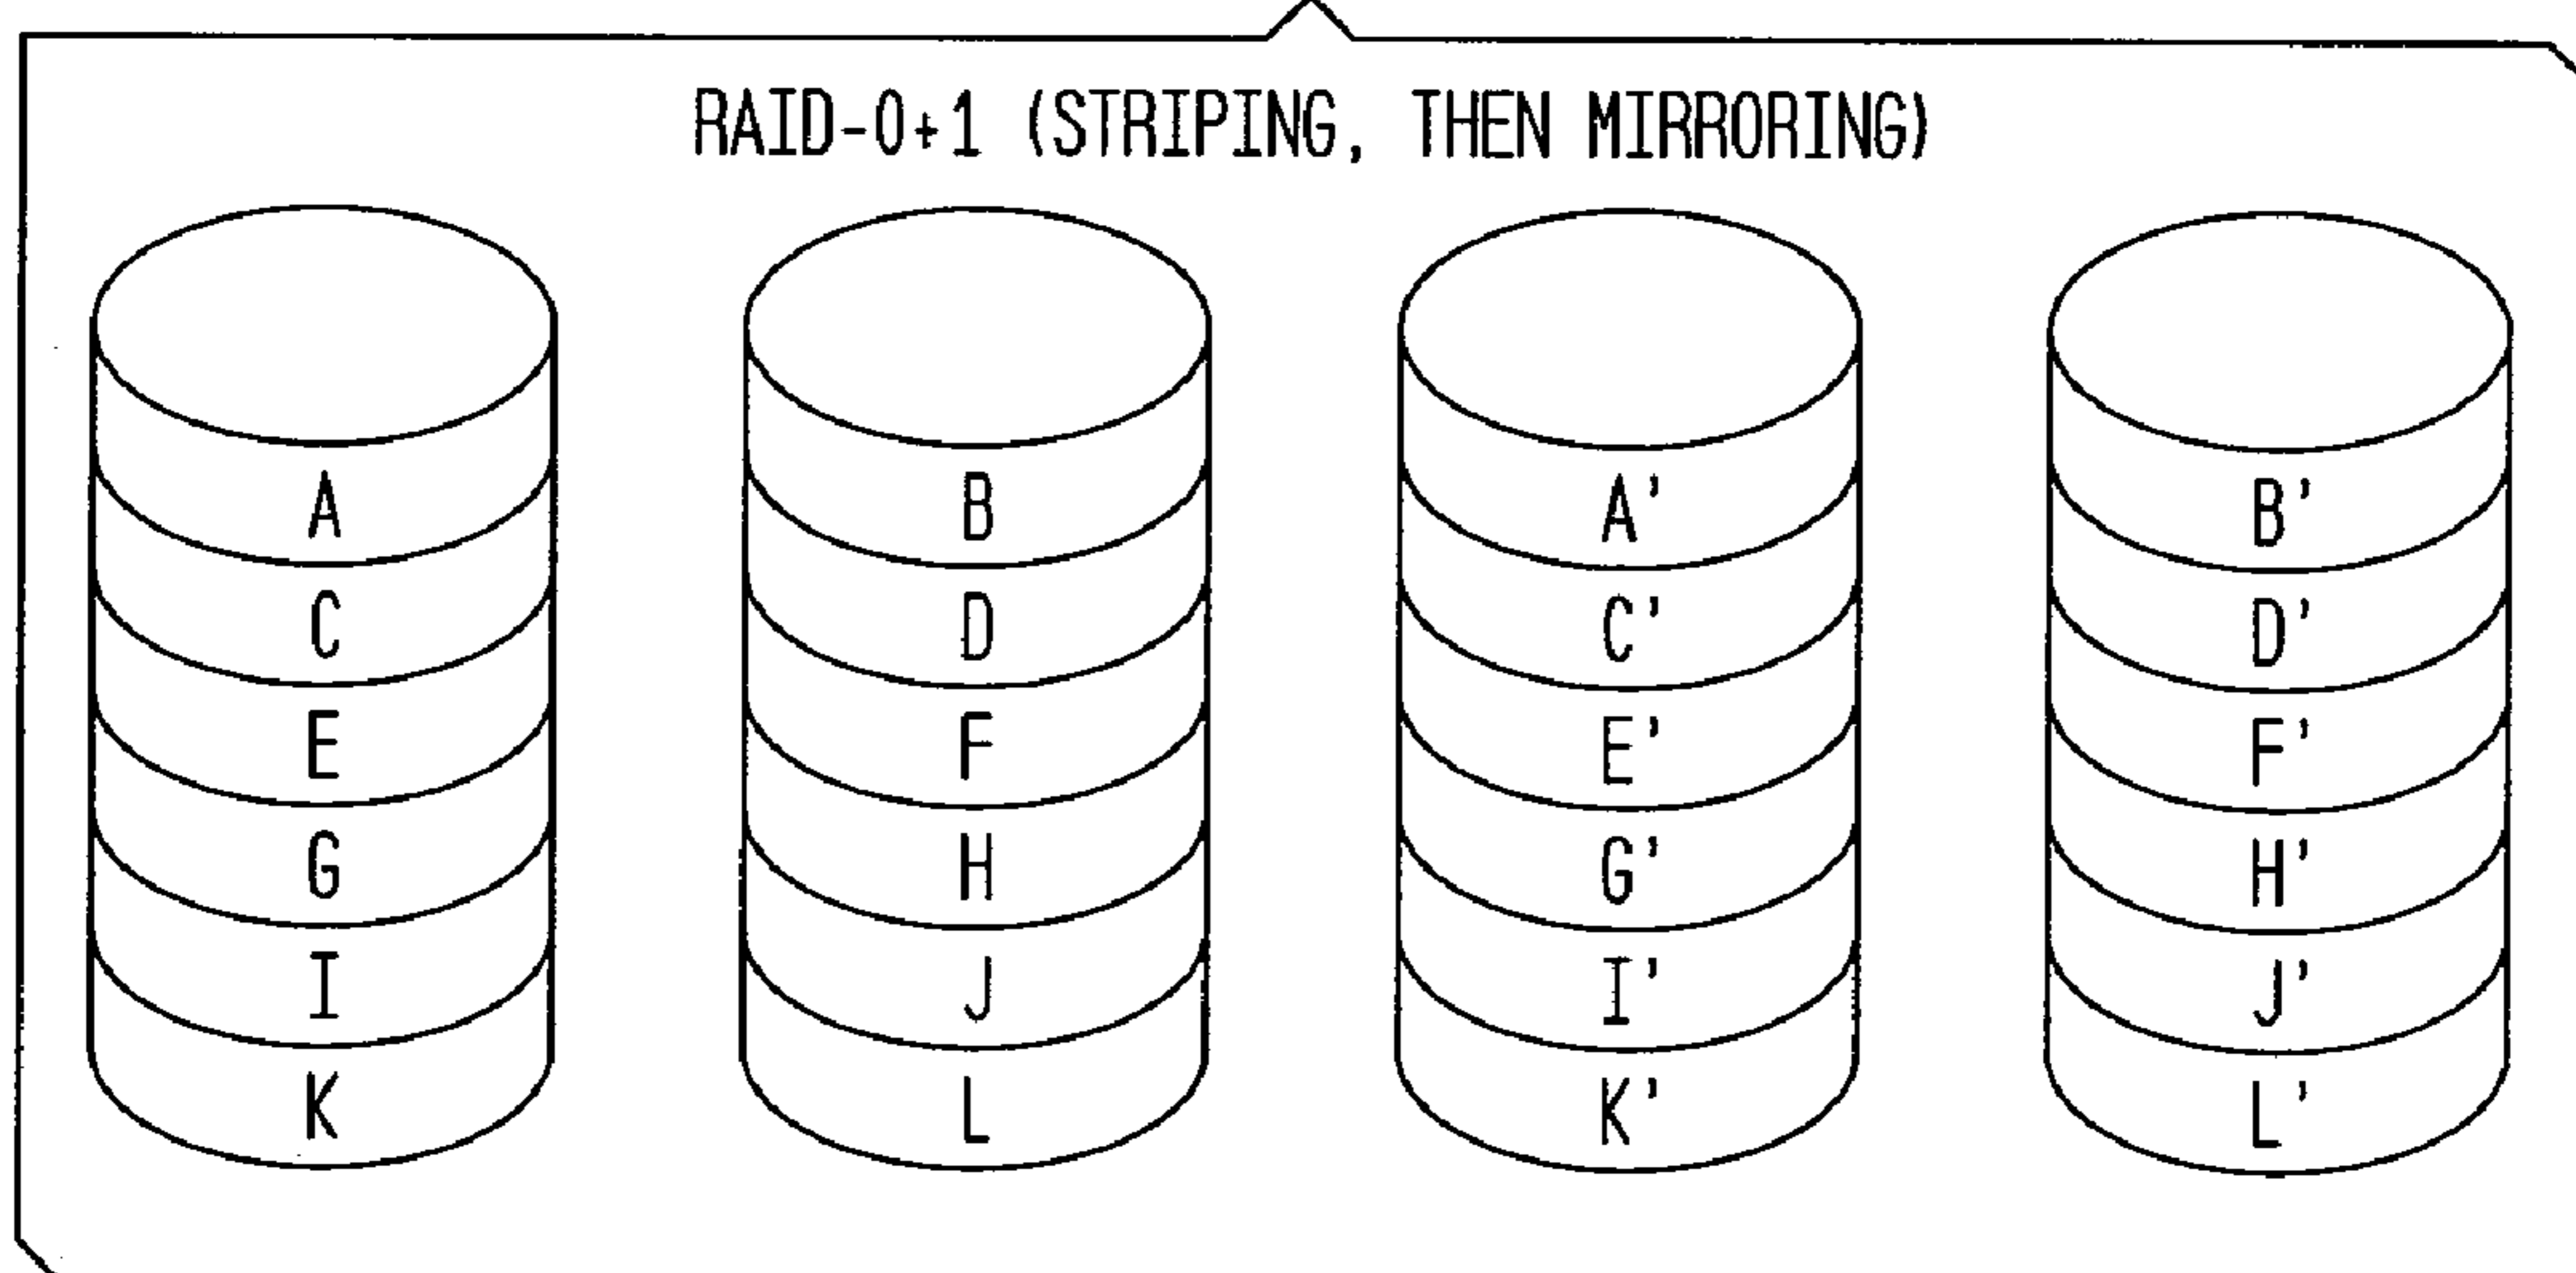 RAID-0+1 (STRIPING, THEN MIRRORING)
A B A' B'
C D C' D'
E F E' F'
G H G' H'
I J I' J'
K L K' L'